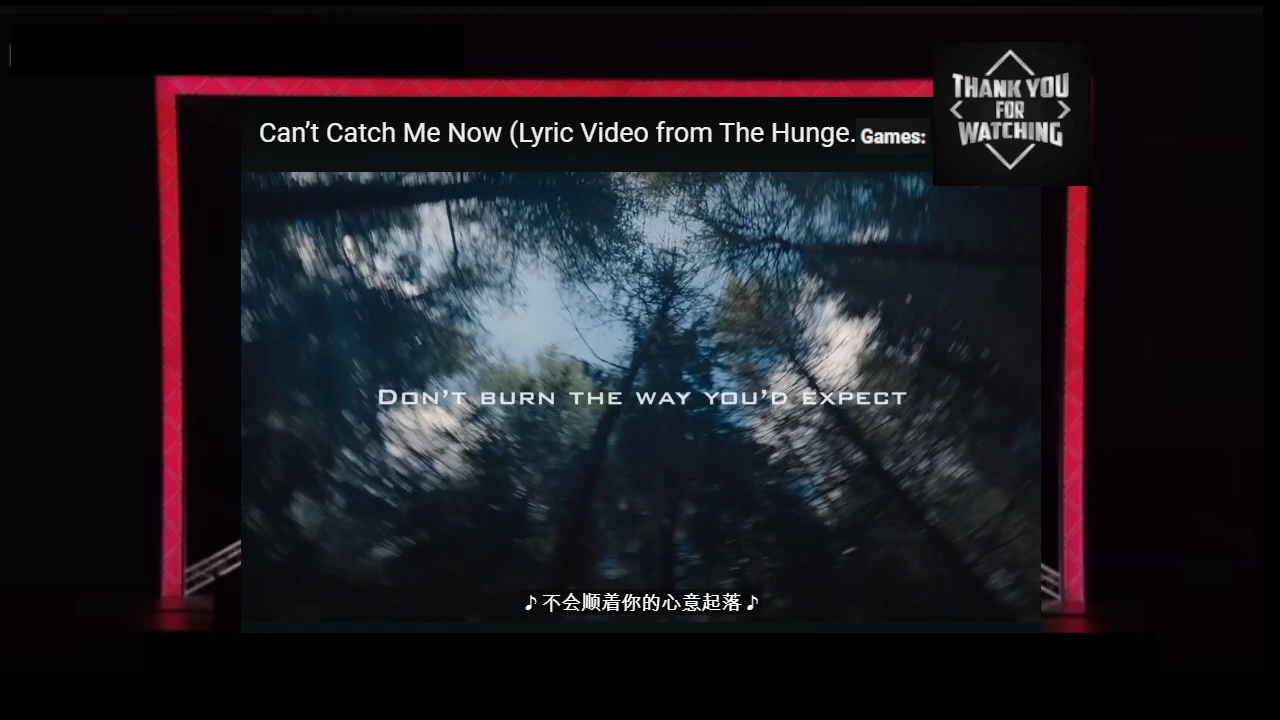 Can’t Catch Me Now (Lyric Video from The Hunge. Games:
THANK YOU
FOR
WATCHING
DON’T BURN THE WAY YOU’D EXPECT
♪ 不会顺着你的心意起落 ♪